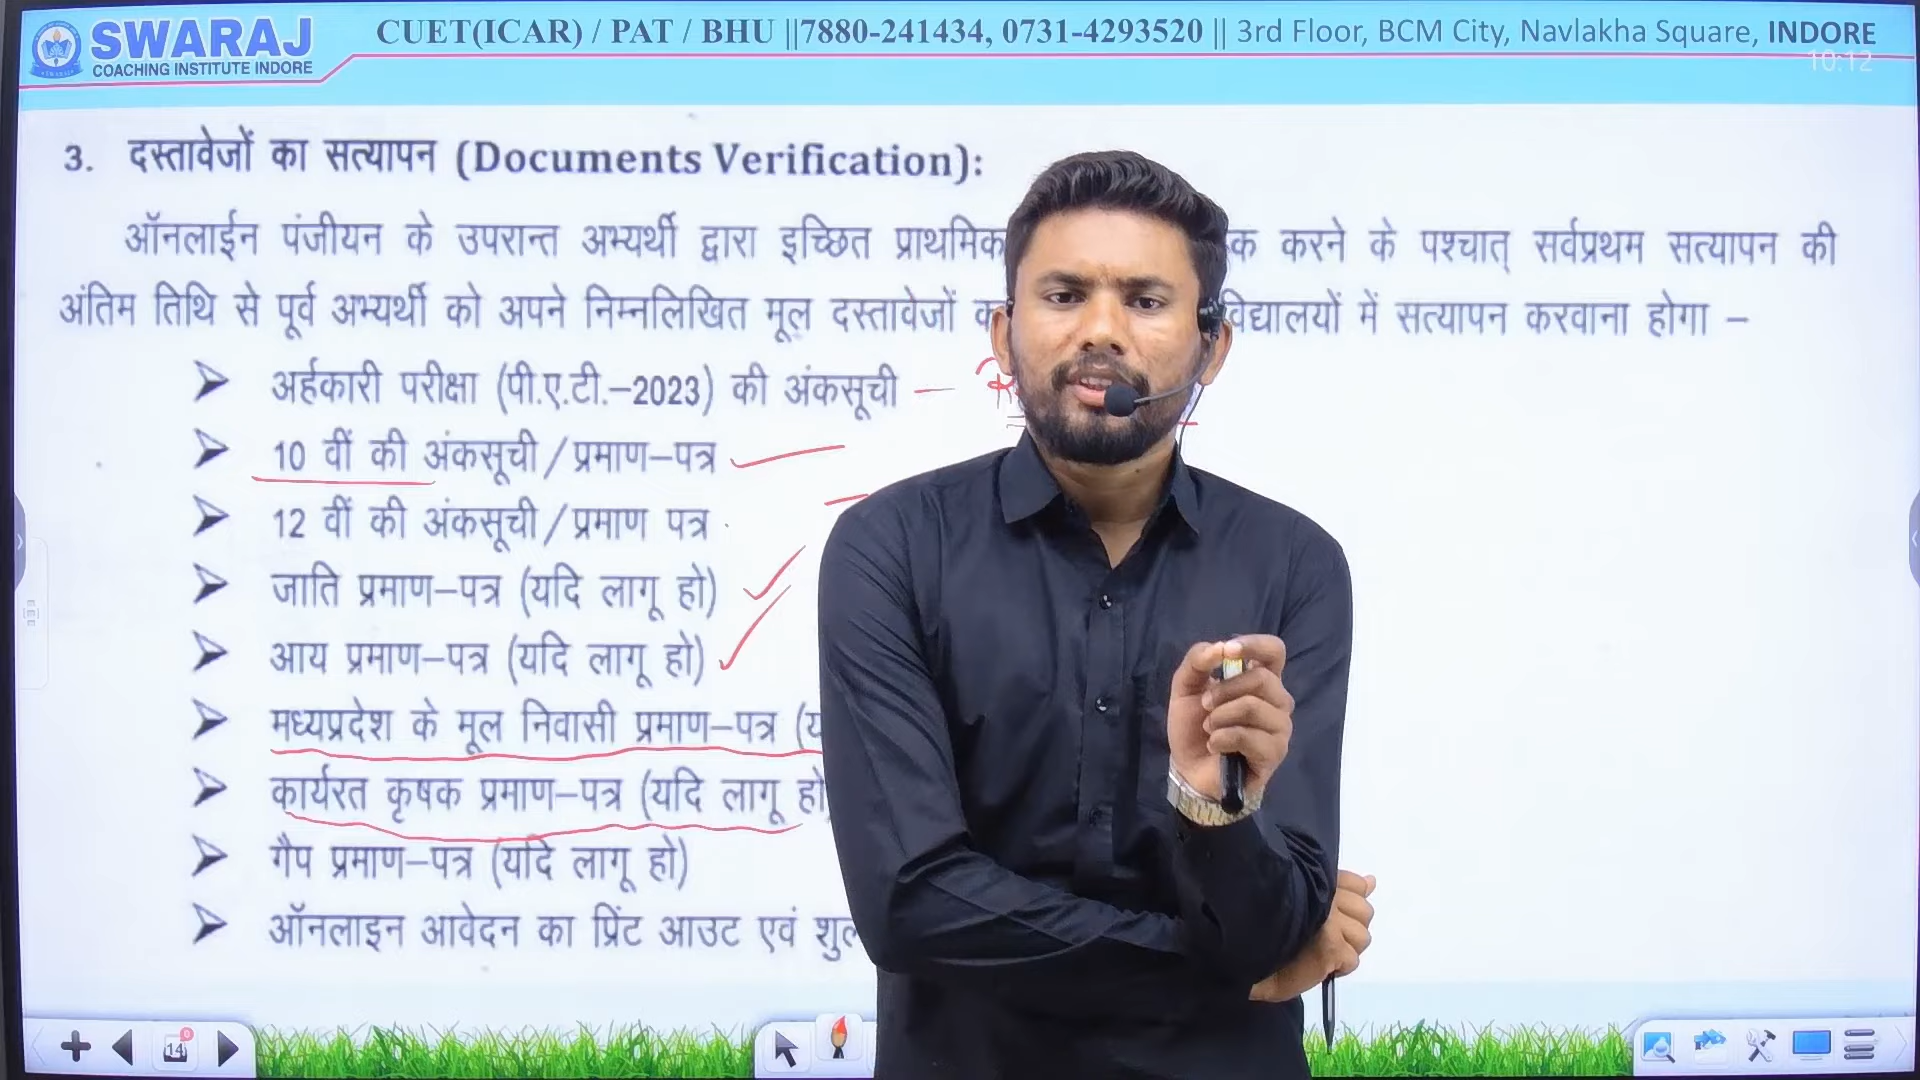 SWARAJ
COACHING INSTITUTE INDORE
CUET(ICAR) / PAT / BHU ||7880-241434, 0731-4293520 || 3rd Floor, BCM City, Navlakha Square, INDORE
10:12
3. दस्तावेजों का सत्यापन (Documents Verification):
ऑनलाईन पंजीयन के उपरान्त अभ्यर्थी द्वारा इच्छित प्राथमिक करने के पश्चात् सर्वप्रथम सत्यापन की
अंतिम तिथि से पूर्व अभ्यर्थी को अपने निम्नलिखित मूल दस्तावेजों विद्यालयों में सत्यापन करवाना होगा –
➢ अर्हकारी परीक्षा (पी.ए.टी.–2023) की अंकसूची
➢ 10 वीं की अंकसूची/प्रमाण–पत्र
➢ 12 वीं की अंकसूची/प्रमाण पत्र
➢ जाति प्रमाण–पत्र (यदि लागू हो)
➢ आय प्रमाण–पत्र (यदि लागू हो)
➢ मध्यप्रदेश के मूल निवासी प्रमाण–पत्र (य
➢ कार्यरत कृषक प्रमाण–पत्र (यदि लागू हो
➢ गैप प्रमाण–पत्र (यदि लागू हो)
➢ ऑनलाइन आवेदन का प्रिंट आउट एवं
14